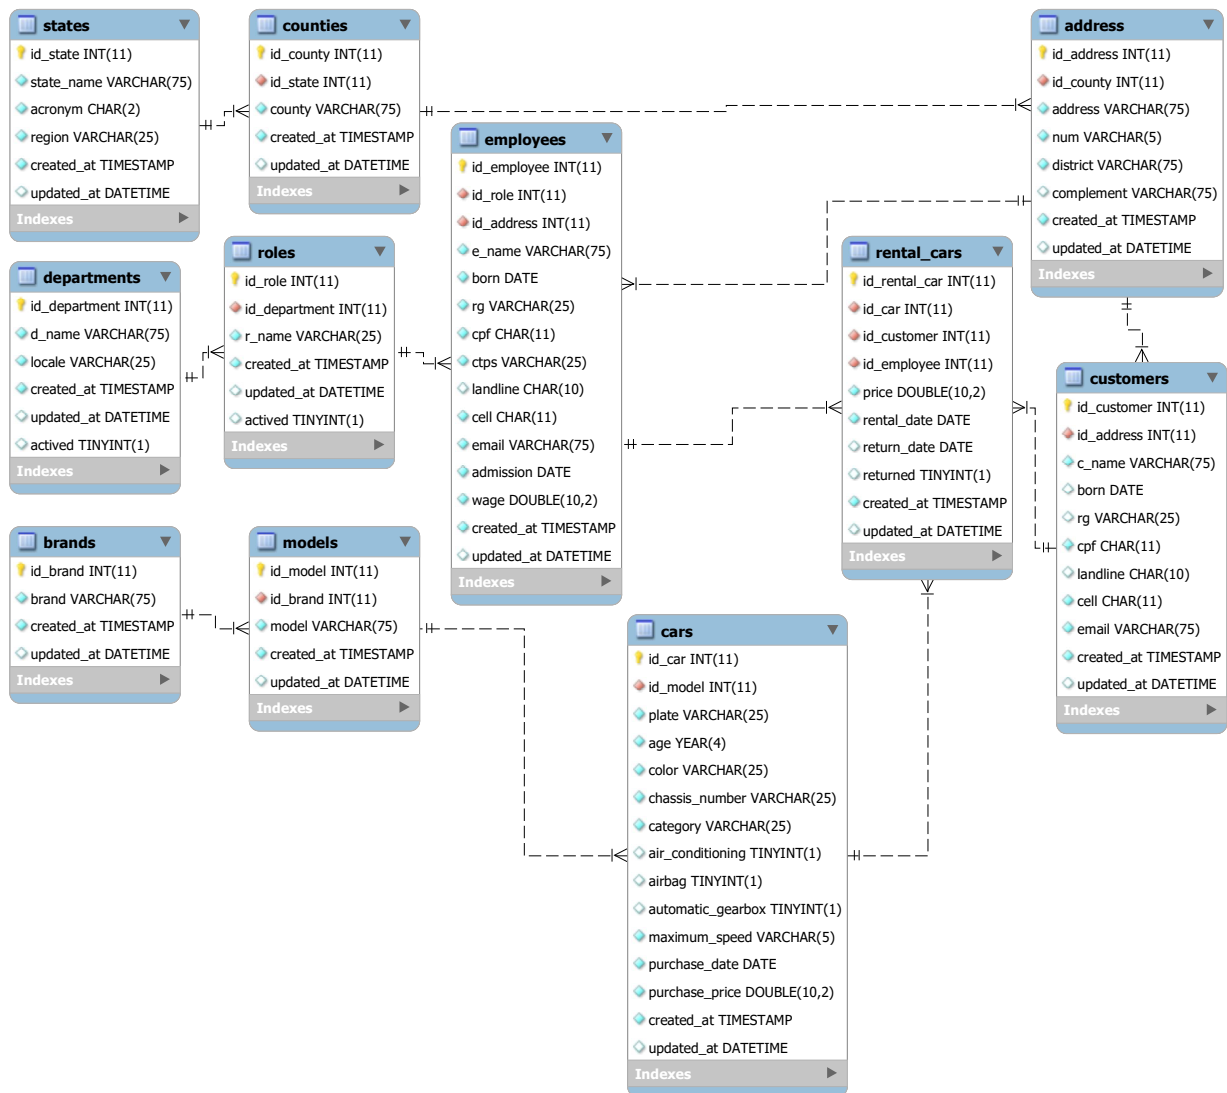 states
id_state INT(11)
state_name VARCHAR(75)
acronym CHAR(2)
region VARCHAR(25)
created_at TIMESTAMP
updated_at DATETIME
Indexes
counties
id_county INT(11)
id_state INT(11)
county VARCHAR(75)
created_at TIMESTAMP
updated_at DATETIME
Indexes
address
id_address INT(11)
id_county INT(11)
address VARCHAR(75)
num VARCHAR(5)
district VARCHAR(75)
complement VARCHAR(75)
created_at TIMESTAMP
updated_at DATETIME
Indexes
employees
id_employee INT(11)
id_role INT(11)
id_address INT(11)
e_name VARCHAR(75)
born DATE
rg VARCHAR(25)
cpf CHAR(11)
ctps VARCHAR(25)
landline CHAR(10)
cell CHAR(11)
email VARCHAR(75)
admission DATE
wage DOUBLE(10,2)
created_at TIMESTAMP
updated_at DATETIME
Indexes
departments
id_department INT(11)
d_name VARCHAR(75)
locale VARCHAR(25)
created_at TIMESTAMP
updated_at DATETIME
actived TINYINT(1)
Indexes
roles
id_role INT(11)
id_department INT(11)
r_name VARCHAR(25)
created_at TIMESTAMP
updated_at DATETIME
actived TINYINT(1)
Indexes
rental_cars
id_rental_car INT(11)
id_car INT(11)
id_customer INT(11)
id_employee INT(11)
price DOUBLE(10,2)
rental_date DATE
return_date DATE
returned TINYINT(1)
created_at TIMESTAMP
updated_at DATETIME
Indexes
customers
id_customer INT(11)
id_address INT(11)
c_name VARCHAR(75)
born DATE
rg VARCHAR(25)
cpf CHAR(11)
landline CHAR(10)
cell CHAR(11)
email VARCHAR(75)
created_at TIMESTAMP
updated_at DATETIME
Indexes
brands
id_brand INT(11)
brand VARCHAR(75)
created_at TIMESTAMP
updated_at DATETIME
Indexes
models
id_model INT(11)
id_brand INT(11)
model VARCHAR(75)
created_at TIMESTAMP
updated_at DATETIME
Indexes
cars
id_car INT(11)
id_model INT(11)
plate VARCHAR(25)
age YEAR(4)
color VARCHAR(25)
chassis_number VARCHAR(25)
category VARCHAR(25)
air_conditioning TINYINT(1)
airbag TINYINT(1)
automatic_gearbox TINYINT(1)
maximum_speed VARCHAR(5)
purchase_date DATE
purchase_price DOUBLE(10,2)
created_at TIMESTAMP
updated_at DATETIME
Indexes